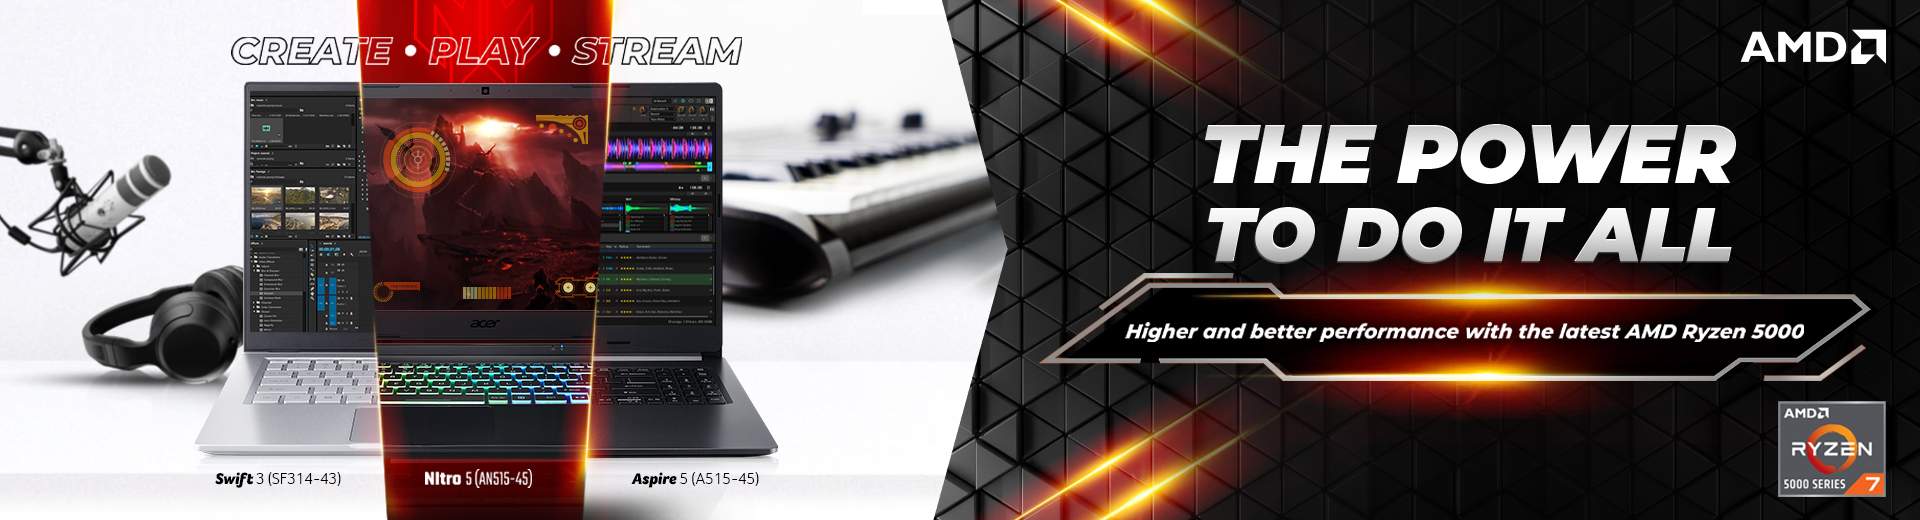 CREATE • PLAY • STREAM
acer
Swift 3 (SF314-43)
NItro 5 (AN515-45)
Aspire 5 (A515-45)
AMD
THE POWER
TO DO IT ALL
Higher and better performance with the latest AMD Ryzen 5000
AMD
RYZEN
5000 SERIES 7